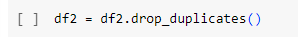 [ ] df2 = df2.drop_duplicates()